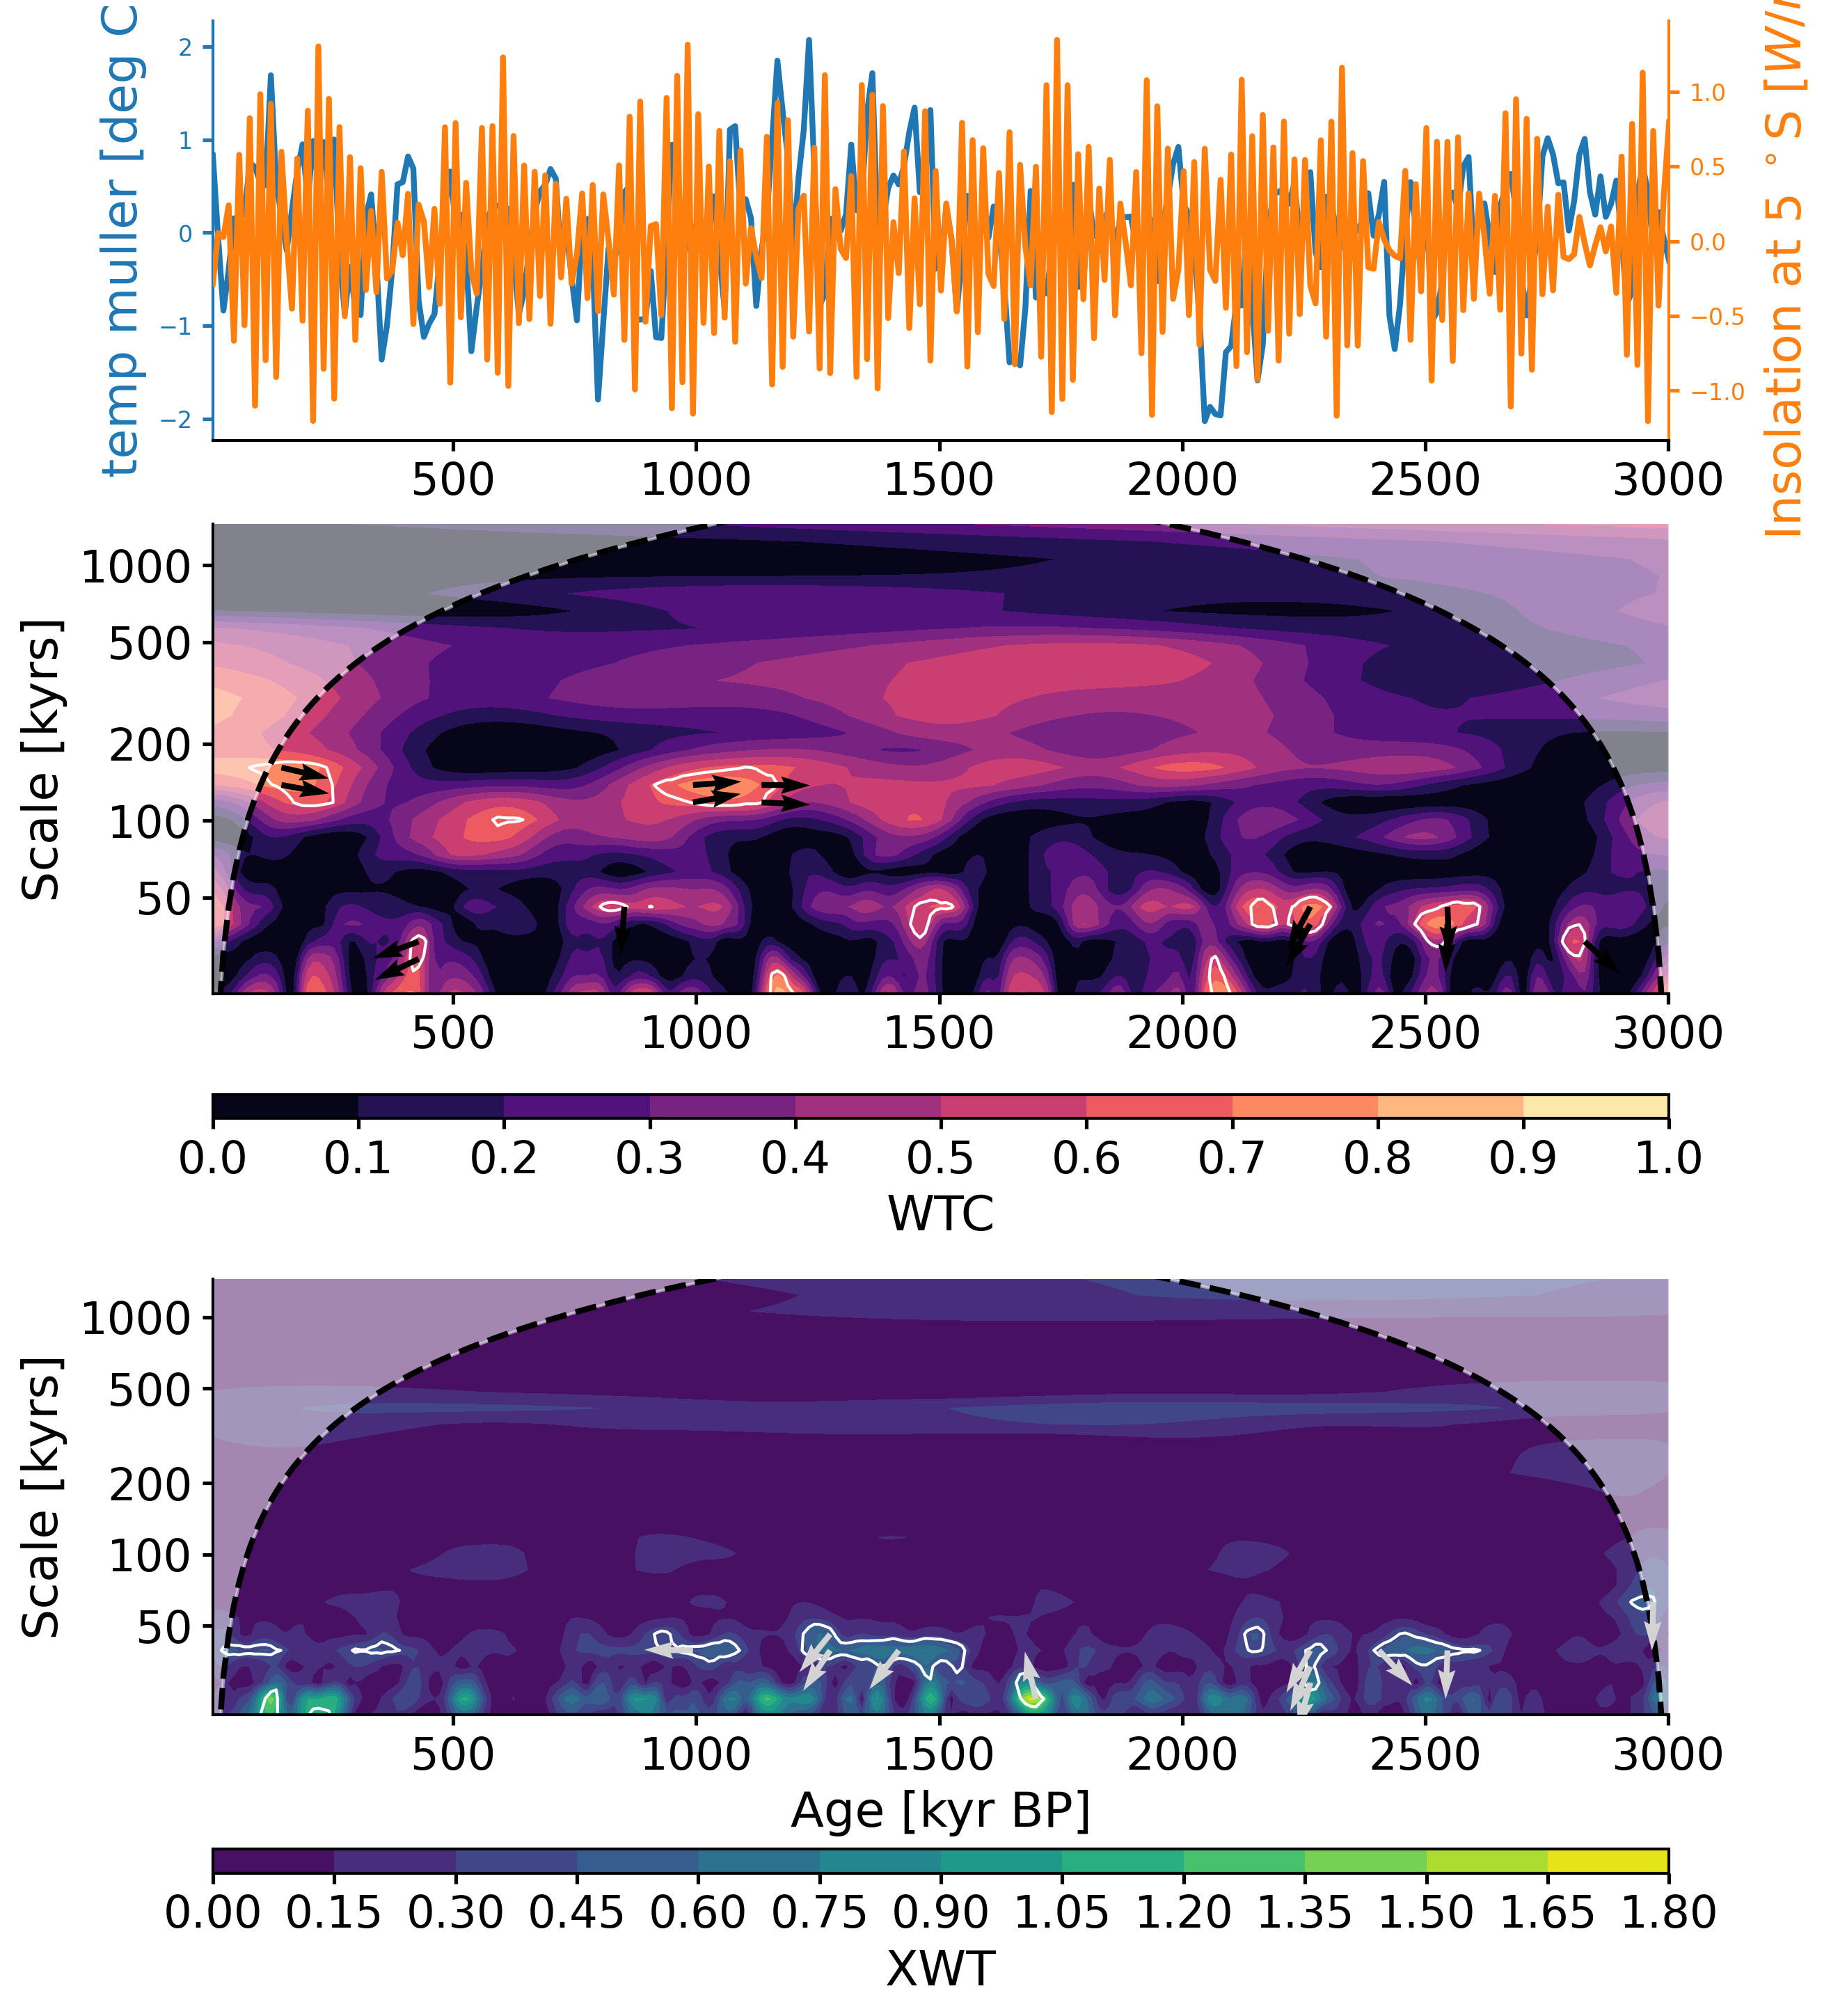 temp muller [deg C
2
1
0
−1
−2
1.0
0.5
0.0
−0.5
−1.0
Insolation at 5 °S [W/
500 1000 1500 2000 2500 3000
Scale [kyrs]
1000
500
200
100
50
500 1000 1500 2000 2500 3000
0.0 0.1 0.2 0.3 0.4 0.5 0.6 0.7 0.8 0.9 1.0
WTC
Scale [kyrs]
1000
500
200
100
50
500 1000 1500 2000 2500 3000
Age [kyr BP]
0.00 0.15 0.30 0.45 0.60 0.75 0.90 1.05 1.20 1.35 1.50 1.65 1.80
XWT